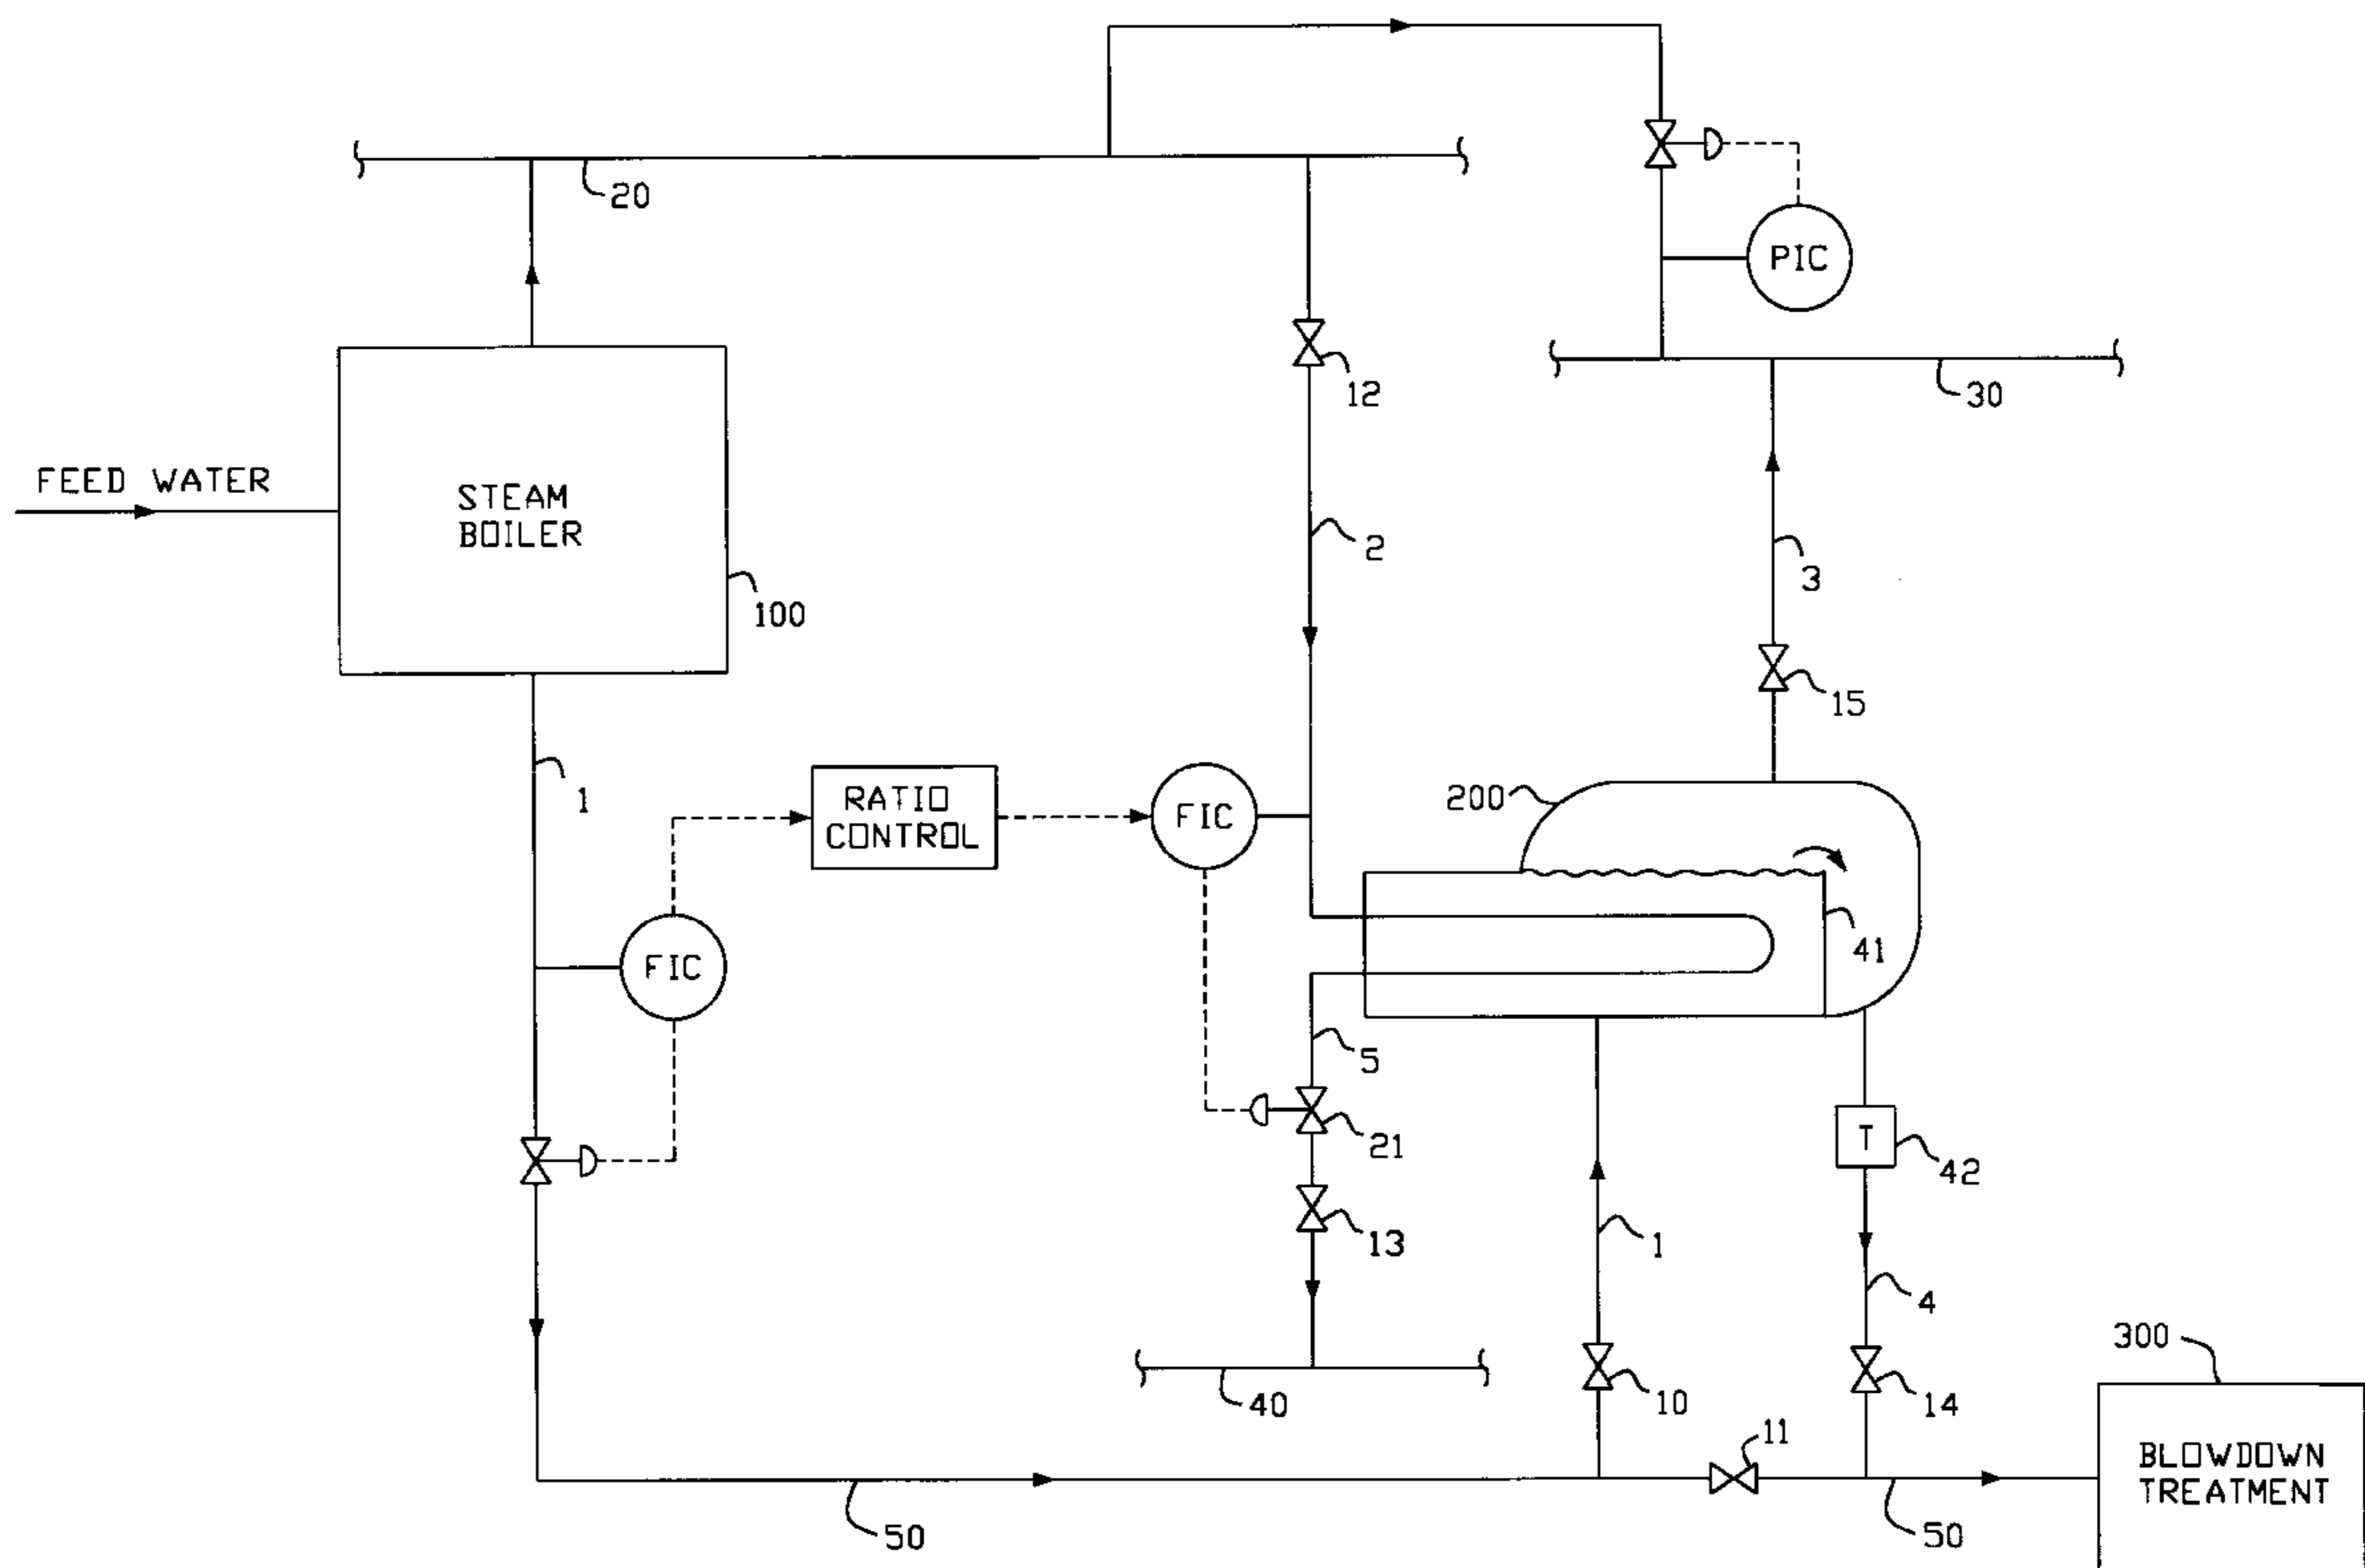 20
PIC
12
30
FEED WATER
STEAM
BOILER
2
3
100
15
1
RATIO
CONTROL
FIC
200
41
FIC
5
21
T
42
13
1
4
300
40
10
14
11
BLOWDOWN
TREATMENT
50
50